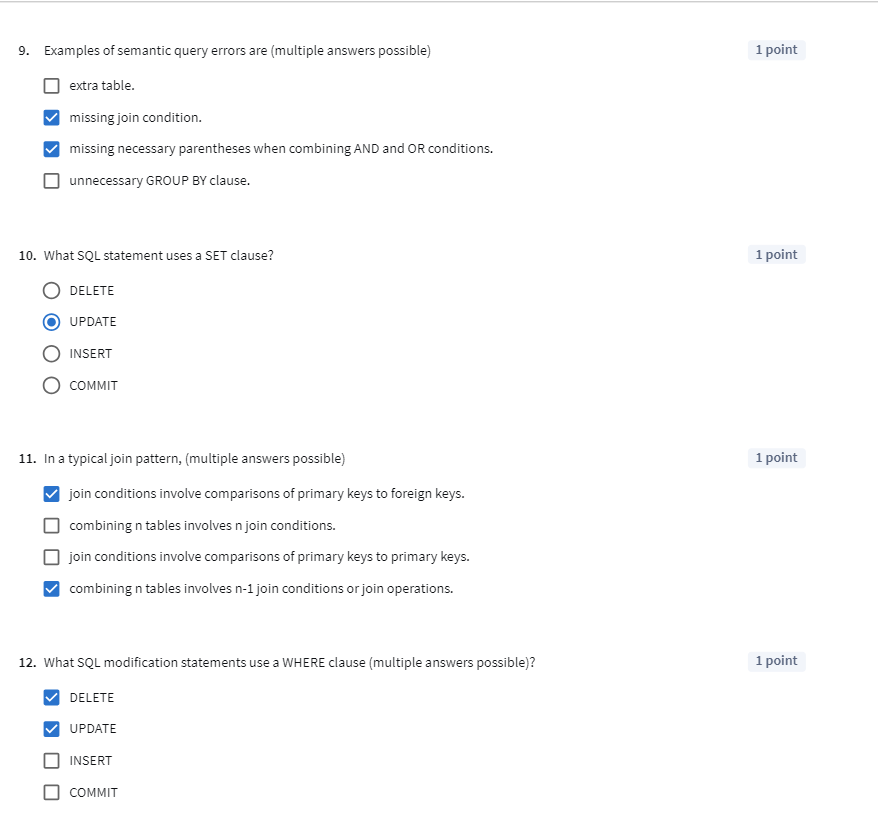 9. Examples of semantic query errors are (multiple answers possible) 1 point
extra table.
missing join condition.
missing necessary parentheses when combining AND and OR conditions.
unnecessary GROUP BY clause.
10. What SQL statement uses a SET clause? 1 point
DELETE
UPDATE
INSERT
COMMIT
11. In a typical join pattern, (multiple answers possible) 1 point
join conditions involve comparisons of primary keys to foreign keys.
combining n tables involves n join conditions.
join conditions involve comparisons of primary keys to primary keys.
combining n tables involves n-1 join conditions or join operations.
12. What SQL modification statements use a WHERE clause (multiple answers possible)? 1 point
DELETE
UPDATE
INSERT
COMMIT